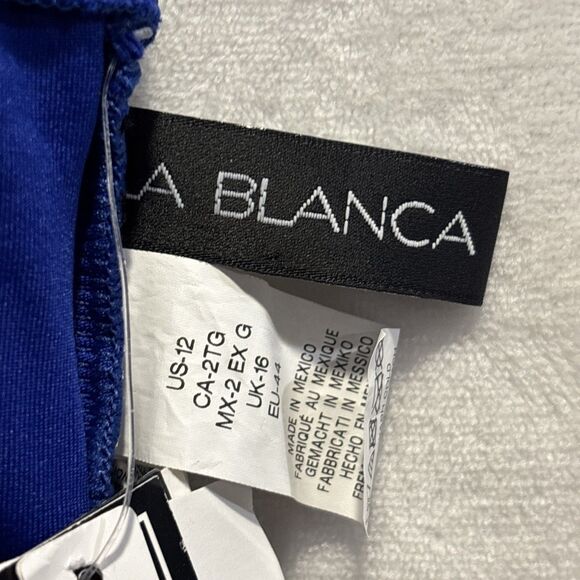 LA BLANCA
US-12
CA-2TG
MX-2 EX G
UK-16
EU-44
MADE IN MEXICO
FABRIQUÉ AU MEXIQUE
GEMACHT IN MEXIKO
FABBRICATI IN MESSICO
HECHO EN